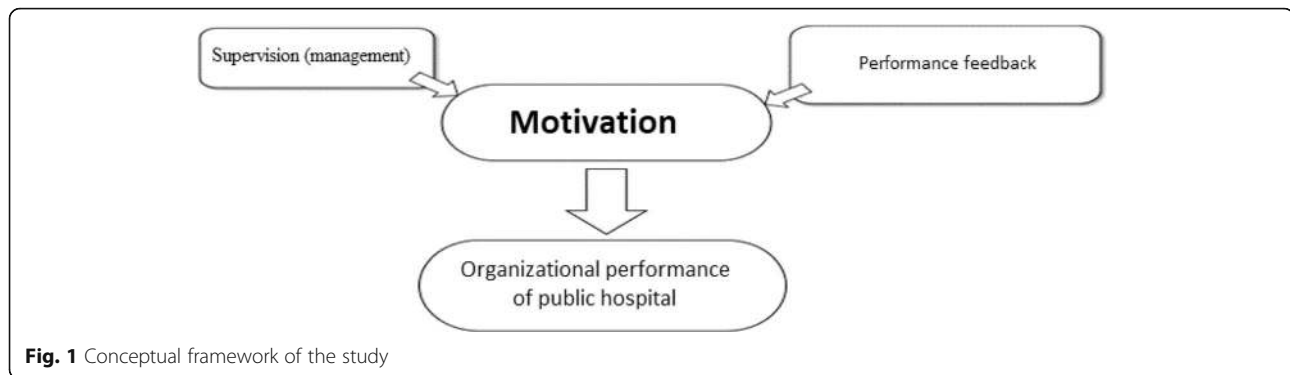 Supervision (management)
Performance feedback
Motivation
Organizational performance
of public hospital
Fig. 1 Conceptual framework of the study